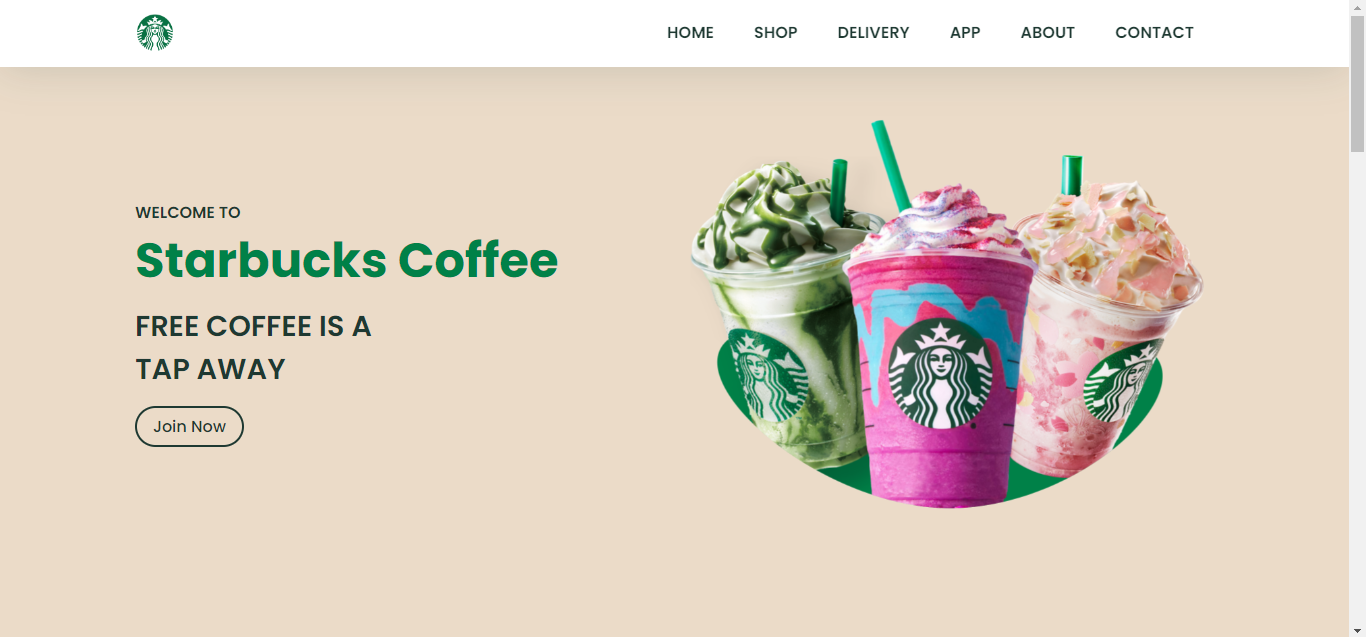 HOME SHOP DELIVERY APP ABOUT CONTACT
WELCOME TO
Starbucks Coffee
FREE COFFEE IS A
TAP AWAY
Join Now